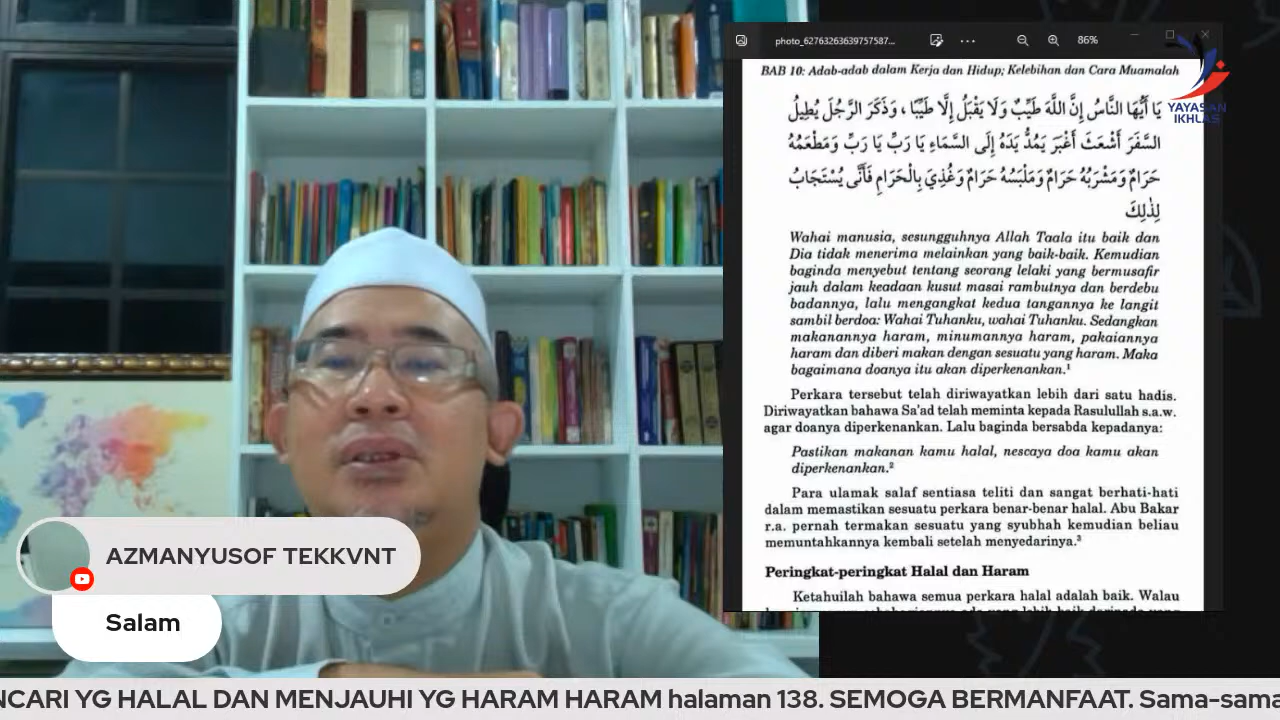 photo_62763263639757587...
86%
BAB 10: Adab-adab dalam Kerja dan Hidup; Kelebihan dan Cara Muamalah
YAYASAN
IKHLAS
يَا أَيُّهَا النَّاسُ إِنَّ اللَّهَ طَيِّبٌ وَلَا يَقْبَلُ إِلَّا طَيِّبًا ، وَذَكَرَ الرَّجُلَ يُطِيلُ
السَّفَرَ أَشْعَثَ أَغْبَرَ يَمُدُّ يَدَهُ إِلَى السَّمَاءِ يَا رَبِّ يَا رَبِّ وَمَطْعَمُهُ
حَرَامٌ وَمَشْرَبُهُ حَرَامٌ وَمَلْبَسُهُ حَرَامٌ وَغُذِيَ بِالْحَرَامِ فَأَنَّى يُسْتَجَابُ
لِذٰلِكَ
Wahai manusia, sesungguhnya Allah Taala itu baik dan
Dia tidak menerima melainkan yang baik-baik. Kemudian
baginda menyebut tentang seorang lelaki yang bermusafir
jauh dalam keadaan kusut masai rambutnya dan berdebu
badannya, lalu mengangkat kedua tangannya ke langit
sambil berdoa: Wahai Tuhanku, wahai Tuhanku. Sedangkan
makanannya haram, minumannya haram, pakaiannya
haram dan diberi makan dengan sesuatu yang haram. Maka
bagaimana doanya itu akan diperkenankan.¹
Perkara tersebut telah diriwayatkan lebih dari satu hadis.
Diriwayatkan bahawa Sa'ad telah meminta kepada Rasulullah s.a.w.
agar doanya diperkenankan. Lalu baginda bersabda kepadanya:
Pastikan makanan kamu halal, nescaya doa kamu akan
diperkenankan.²
Para ulamak salaf sentiasa teliti dan sangat berhati-hati
dalam memastikan sesuatu perkara benar-benar halal. Abu Bakar
r.a. pernah termakan sesuatu yang syubhah kemudian beliau
memuntahkannya kembali setelah menyedarinya.³
Peringkat-peringkat Halal dan Haram
Ketahuilah bahawa semua perkara halal adalah baik. Walau
AZMANYUSOF TEKKVNT
Salam
NCARI YG HALAL DAN MENJAUHI YG HARAM HARAM halaman 138. SEMOGA BERMANFAAT. Sama-sama